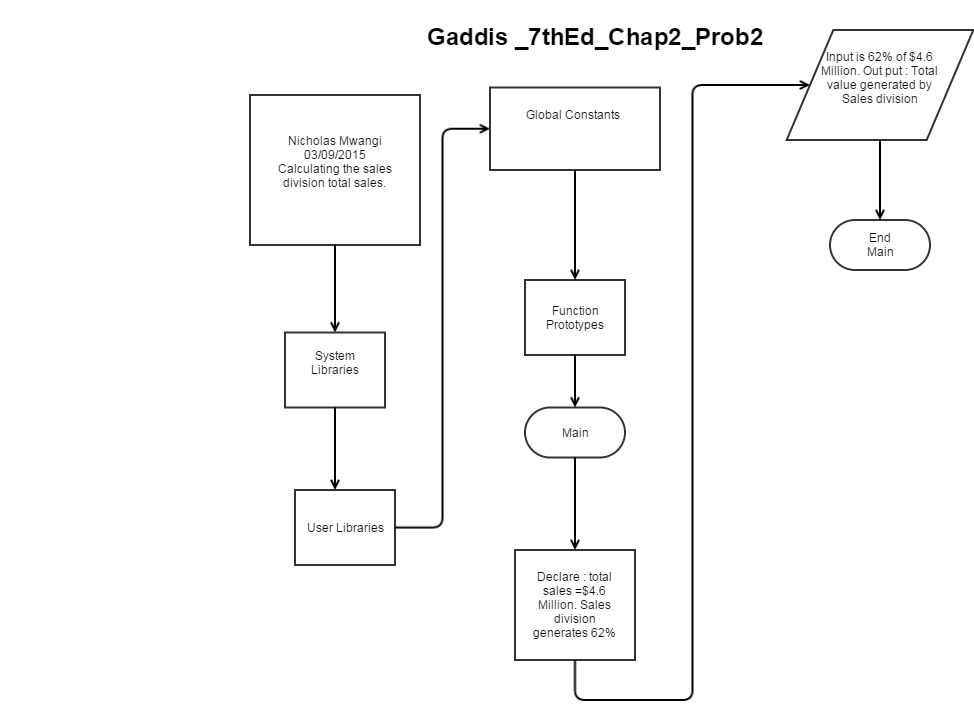 Gaddis _7thEd_Chap2_Prob2
Nicholas Mwangi
03/09/2015
Calculating the sales
division total sales.
System
Libraries
User Libraries
Global Constants
Function
Prototypes
Main
Declare : total
sales =$4.6
Million. Sales
division
generates 62%
Input is 62% of $4.6
Million. Out put : Total
value generated by
Sales division
End
Main